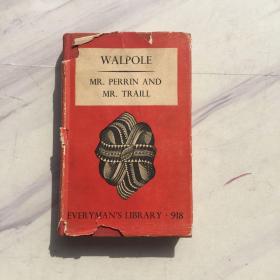 WALPOLE
MR. PERRIN AND
MR. TRAILL
EVERYMAN'S LIBRARY · 918